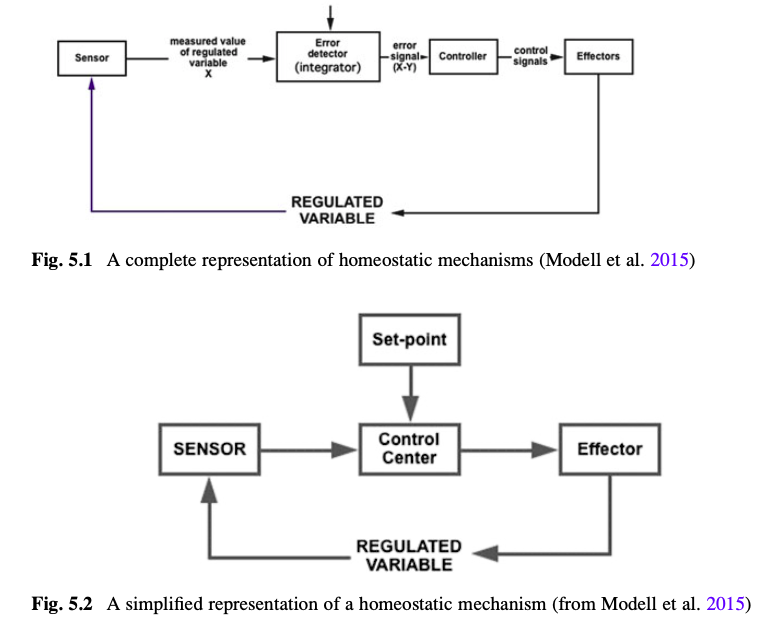 Sensor
measured value
of regulated
variable
X
Error
detector
(integrator)
error
signal
(X-Y)
Controller
control
signals
Effectors
REGULATED
VARIABLE
Fig. 5.1 A complete representation of homeostatic mechanisms (Modell et al. 2015)
Set-point
SENSOR
Control
Center
Effector
REGULATED
VARIABLE
Fig. 5.2 A simplified representation of a homeostatic mechanism (from Modell et al. 2015)